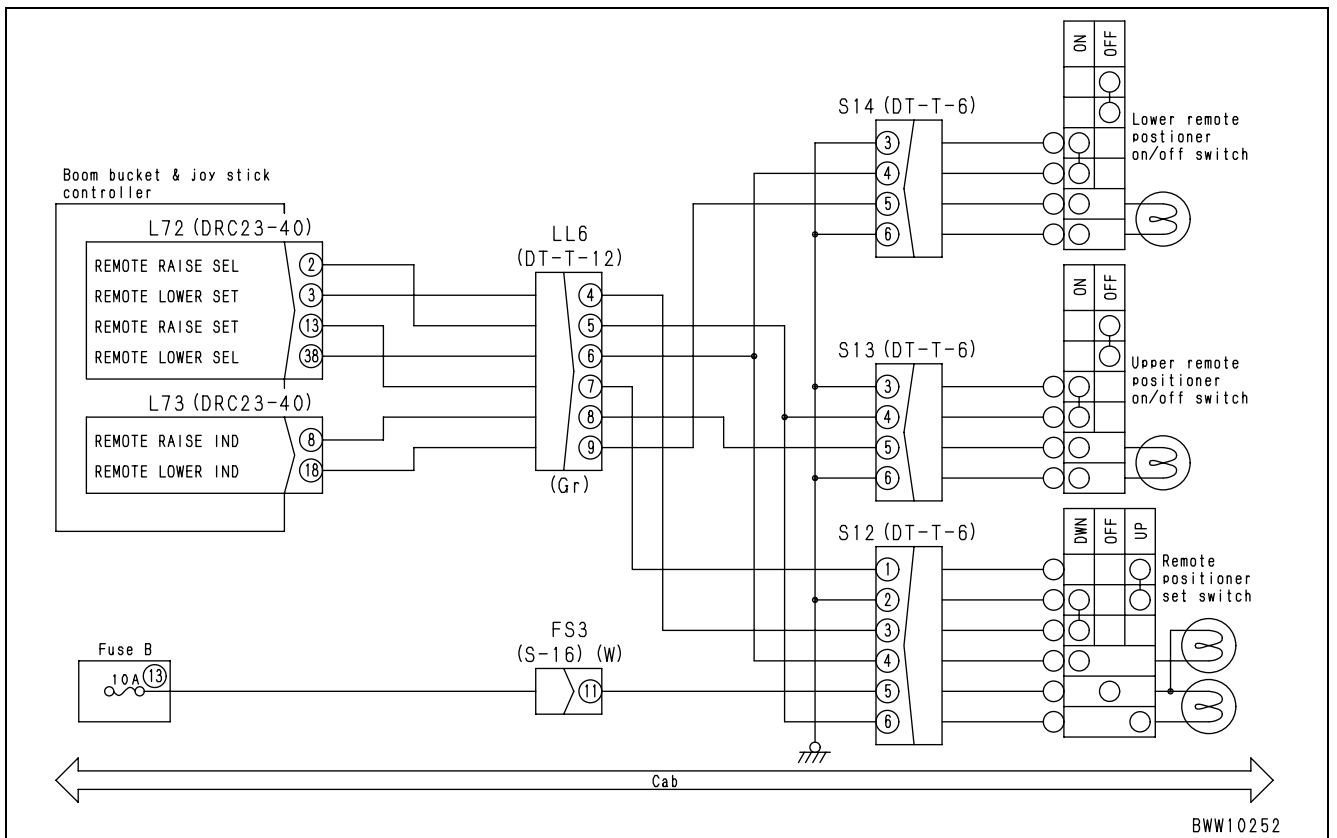 Boom bucket & joy stick
controller
L72 (DRC23-40)
REMOTE RAISE SEL 2
REMOTE LOWER SET 3
REMOTE RAISE SET 13
REMOTE LOWER SEL 38
L73 (DRC23-40)
REMOTE RAISE IND 8
REMOTE LOWER IND 18
LL6
(DT-T-12)
4
5
6
7
8
9
(Gr)
Fuse B
10A 13
FS3
(S-16) (W)
11
S14 (DT-T-6)
3
4
5
6
ON OFF
Lower remote
postioner
on/off switch
S13 (DT-T-6)
3
4
5
6
ON OFF
Upper remote
positioner
on/off switch
S12 (DT-T-6)
1
2
3
4
5
6
DWN OFF UP
Remote
positioner
set switch
Cab
BWW10252